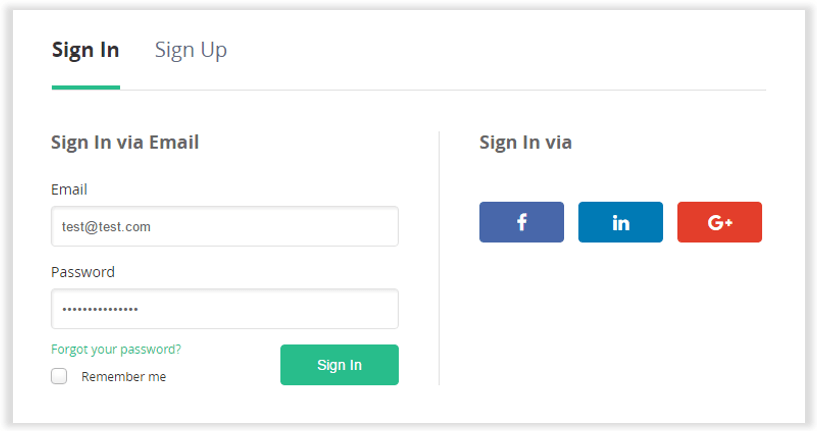 Sign In Sign Up
Sign In via Email
Email
test@test.com
Password
•••••••••••••••
Forgot your password?
Remember me
Sign In
Sign In via
f in G+